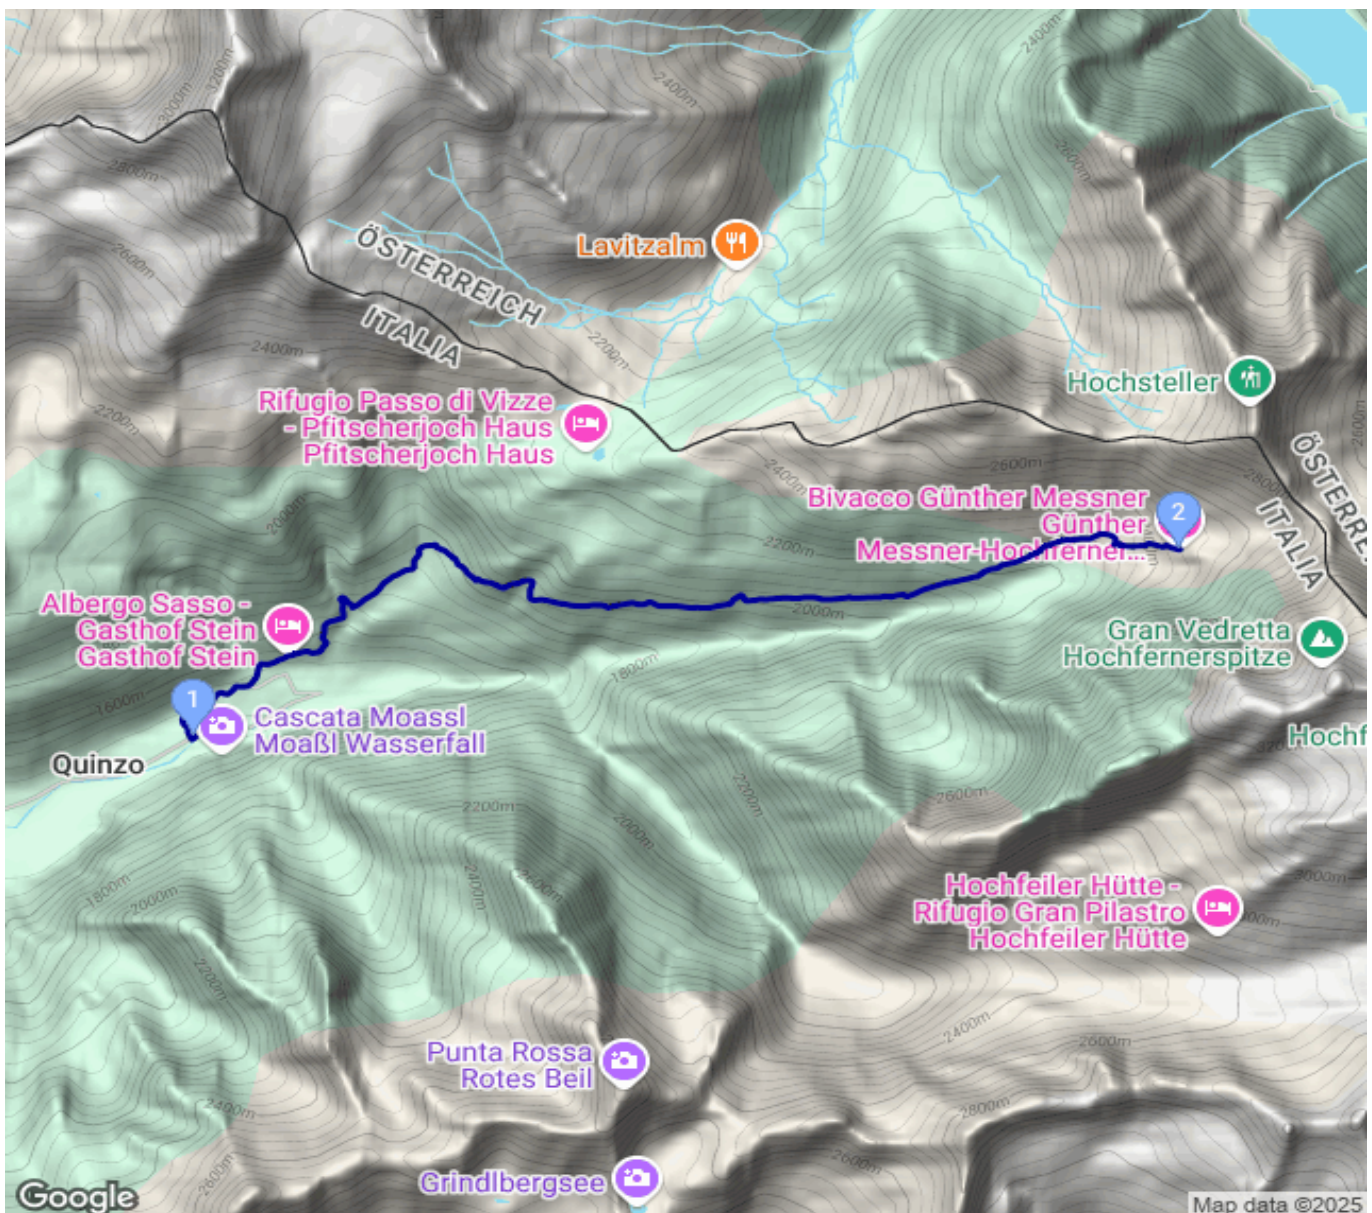 3200m
3000m
2400m
2400m
2600m
2800m
2600m
ÖSTERREICH
ITALIA
Lavitzalm
2200m
2400m
2200m
Hochsteller
Rifugio Passo di Vizze
- Pfitscherjoch Haus
Pfitscherjoch Haus
2000m
2400m
2600m
2800m
ÖSTERRE
ITALIA
Bivacco Günther Messner
Günther
Messner-Hochferner...
2
2200m
2000m
Albergo Sasso -
Gasthof Stein
Gasthof Stein
Gran Vedretta
Hochfernerspitze
1800m
1600m
1
Cascata Moassl
Moaßl Wasserfall
Quinzo
Hochf
2200m
2200m
2600m
2000m
2400m
2600m
1800m
2000m
3000m
Hochfeiler Hütte -
Rifugio Gran Pilastro
Hochfeiler Hütte
2200m
2400m
2600m
Punta Rossa
Rotes Beil
2400m
2800m
2600m
2600m
Grindlbergsee
Google
Map data ©2025